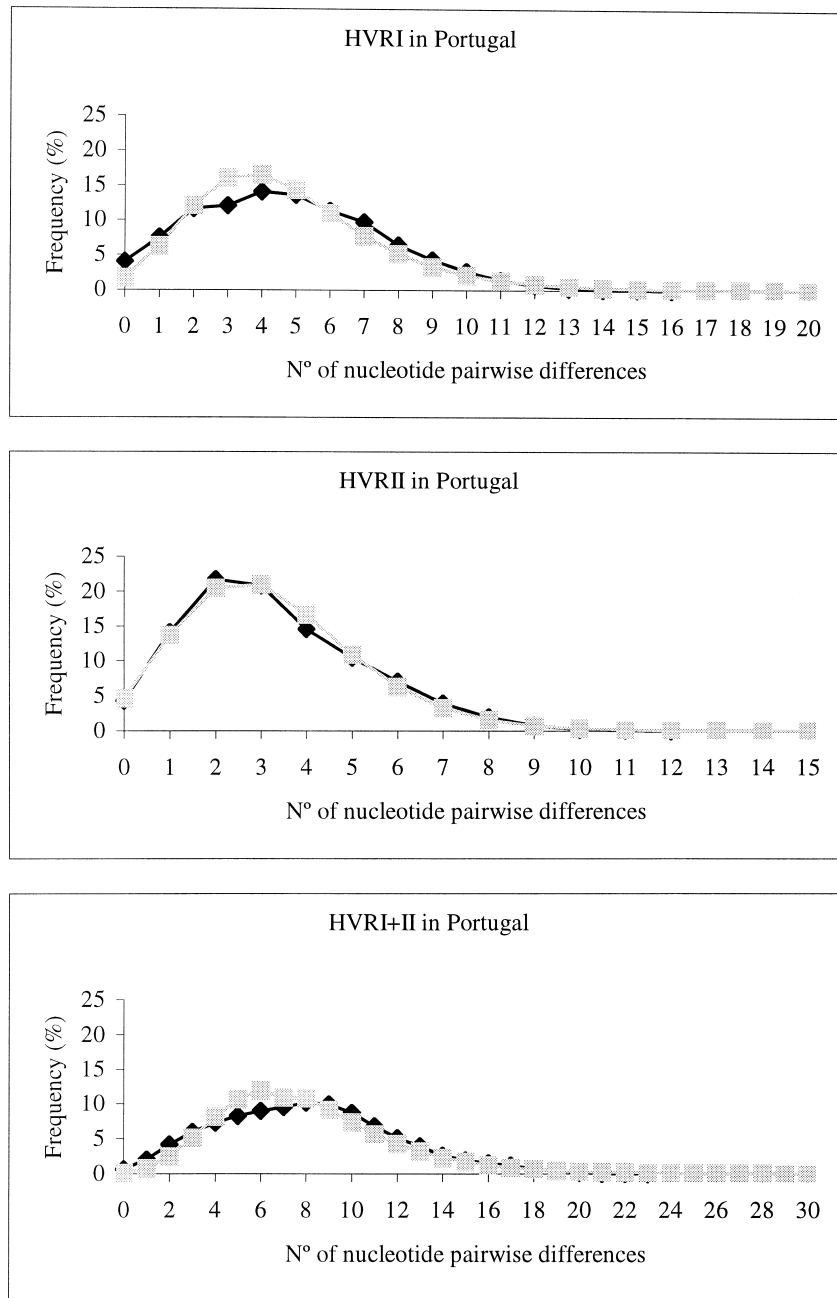 HVRI in Portugal
Frequency (%)
25
20
15
10
5
0
0 1 2 3 4 5 6 7 8 9 10 11 12 13 14 15 16 17 18 19 20
Nº of nucleotide pairwise differences
HVRII in Portugal
Frequency (%)
25
20
15
10
5
0
0 1 2 3 4 5 6 7 8 9 10 11 12 13 14 15
Nº of nucleotide pairwise differences
HVRI+II in Portugal
Frequency (%)
25
20
15
10
5
0
0 2 4 6 8 10 12 14 16 18 20 22 24 26 28 30
Nº of nucleotide pairwise differences